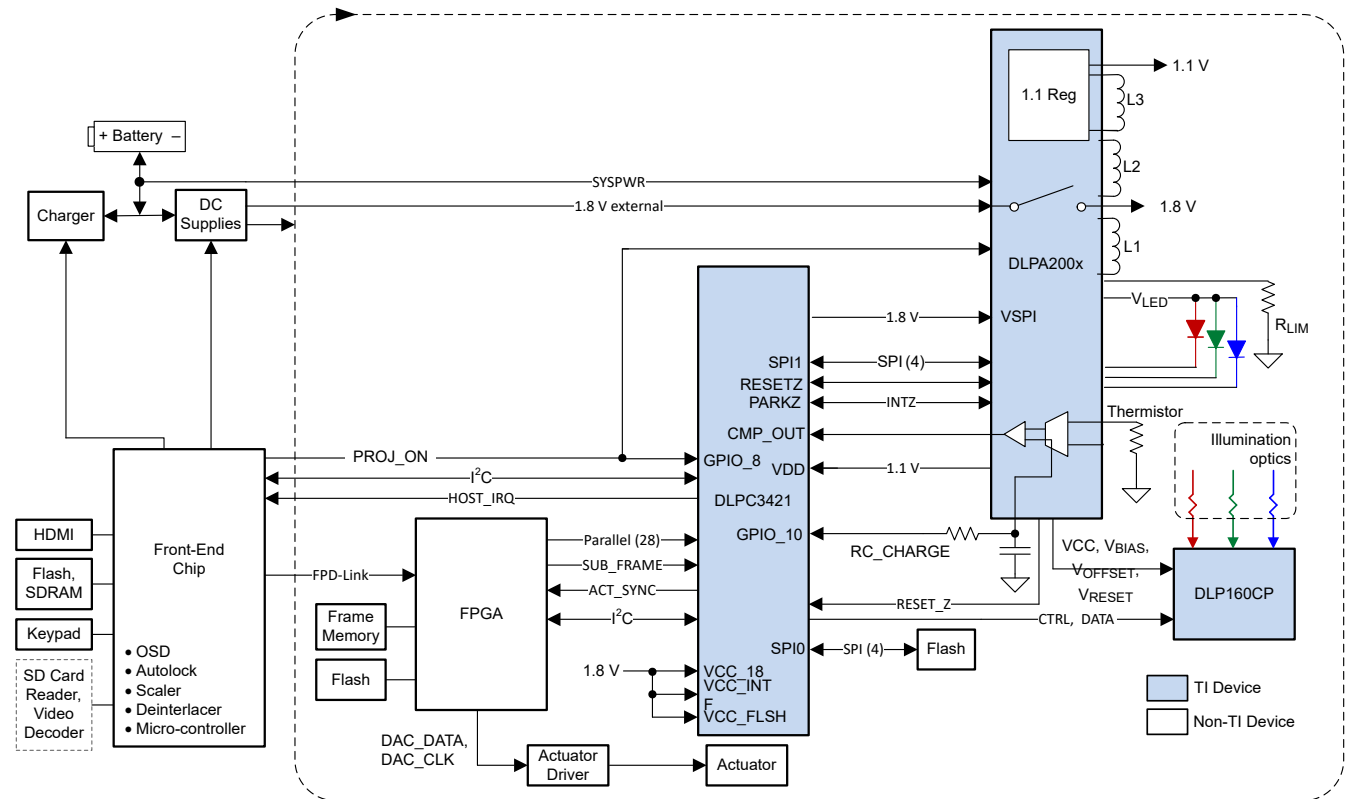 + Battery –
Charger
DC
Supplies
SYSPWR
1.8 V external
1.1 Reg
1.1 V
L3
L2
1.8 V
L1
DLPA200x
VLED
RLIM
1.8 V
VSPI
SPI1
SPI (4)
RESETZ
PARKZ
INTZ
CMP_OUT
Thermistor
Illumination
optics
PROJ_ON
GPIO_8
VDD
1.1 V
I2C
HOST_IRQ
DLPC3421
GPIO_10
RC_CHARGE
HDMI
Flash,
SDRAM
Keypad
SD Card
Reader,
Video
Decoder
Front-End
Chip
• OSD
• Autolock
• Scaler
• Deinterlacer
• Micro-controller
FPD-Link
FPGA
Parallel (28)
SUB_FRAME
ACT_SYNC
I2C
Frame
Memory
Flash
VCC, VBIAS,
VOFFSET,
VRESET
DLP160CP
RESET_Z
CTRL, DATA
SPI0
SPI (4)
Flash
1.8 V
VCC_18
VCC_INT
F
VCC_FLSH
DAC_DATA,
DAC_CLK
Actuator
Driver
Actuator
TI Device
Non-TI Device